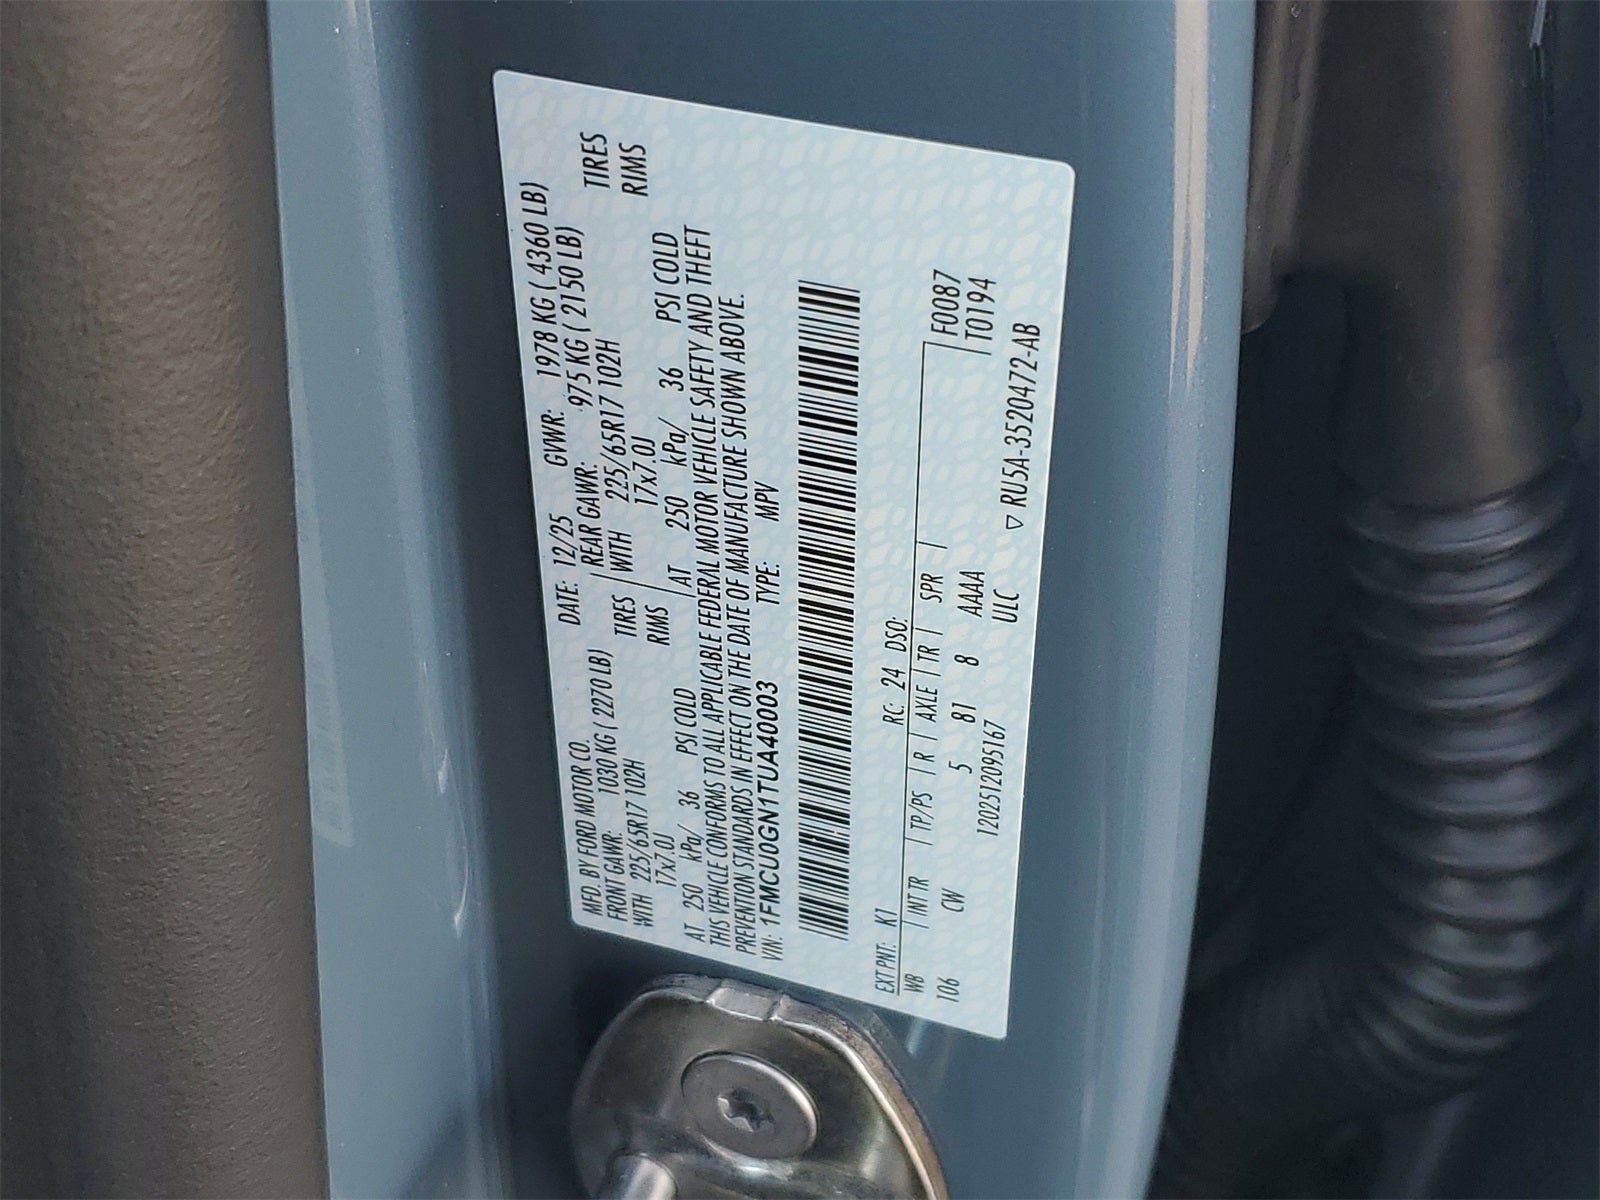 MFD. BY FORD MOTOR CO.
DATE: 12/25 GVWR: 1978 KG ( 4360 LB)
FRONT GAWR: 1030 KG ( 2270 LB)
REAR GAWR: 975 KG ( 2150 LB)
WITH 225/65R17 102H TIRES
WITH 225/65R17 102H TIRES
17x7.0J RIMS
17x7.0J RIMS
AT 250 kPa/ 36 PSI COLD
AT 250 kPa/ 36 PSI COLD
THIS VEHICLE CONFORMS TO ALL APPLICABLE FEDERAL MOTOR VEHICLE SAFETY AND THEFT
PREVENTION STANDARDS IN EFFECT ON THE DATE OF MANUFACTURE SHOWN ABOVE.
VIN: 1FMCU0GN1TUA40003 TYPE: MPV
EXT PNT: K1 RC: 24 DSO: F0087
WB INT TR TP/PS R AXLE TR SPR T0194
106 CW 5 81 8 AAAA
1202512095167 ULC
▽ RU5A-3520472-AB